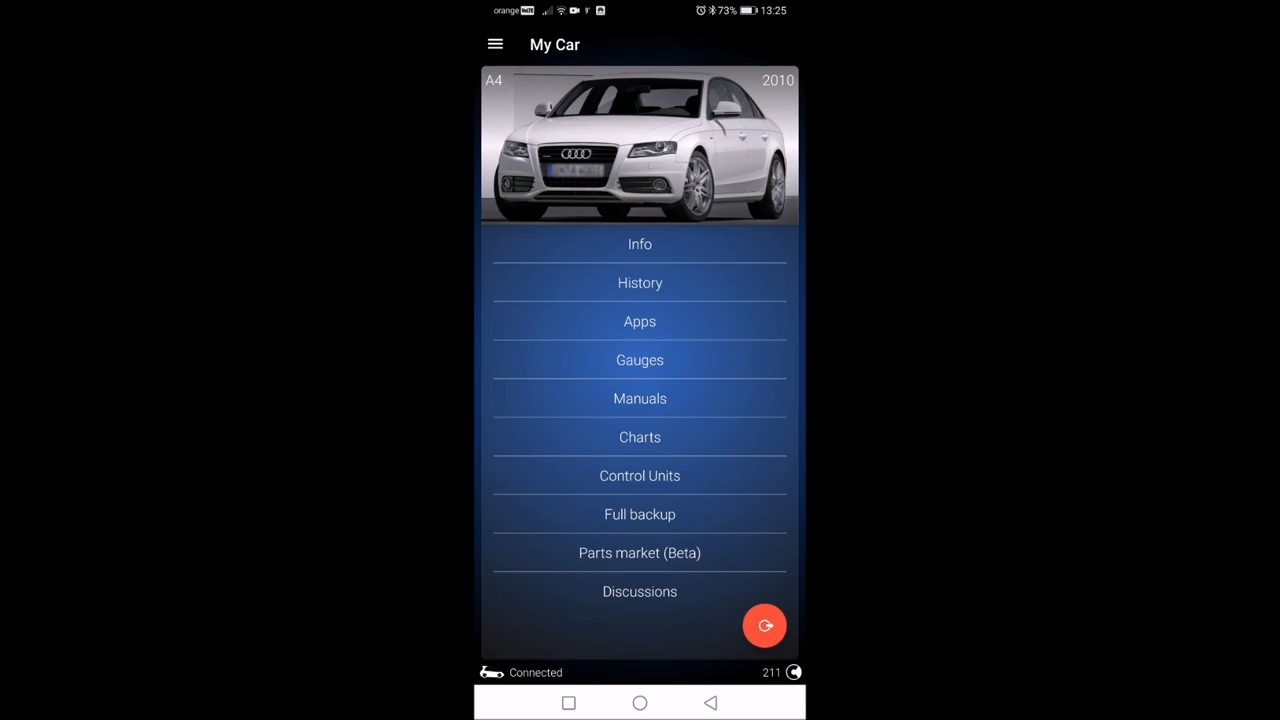 orange VoLTE 73% 13:25
My Car
A4 2010
Info
History
Apps
Gauges
Manuals
Charts
Control Units
Full backup
Parts market (Beta)
Discussions
Connected 211